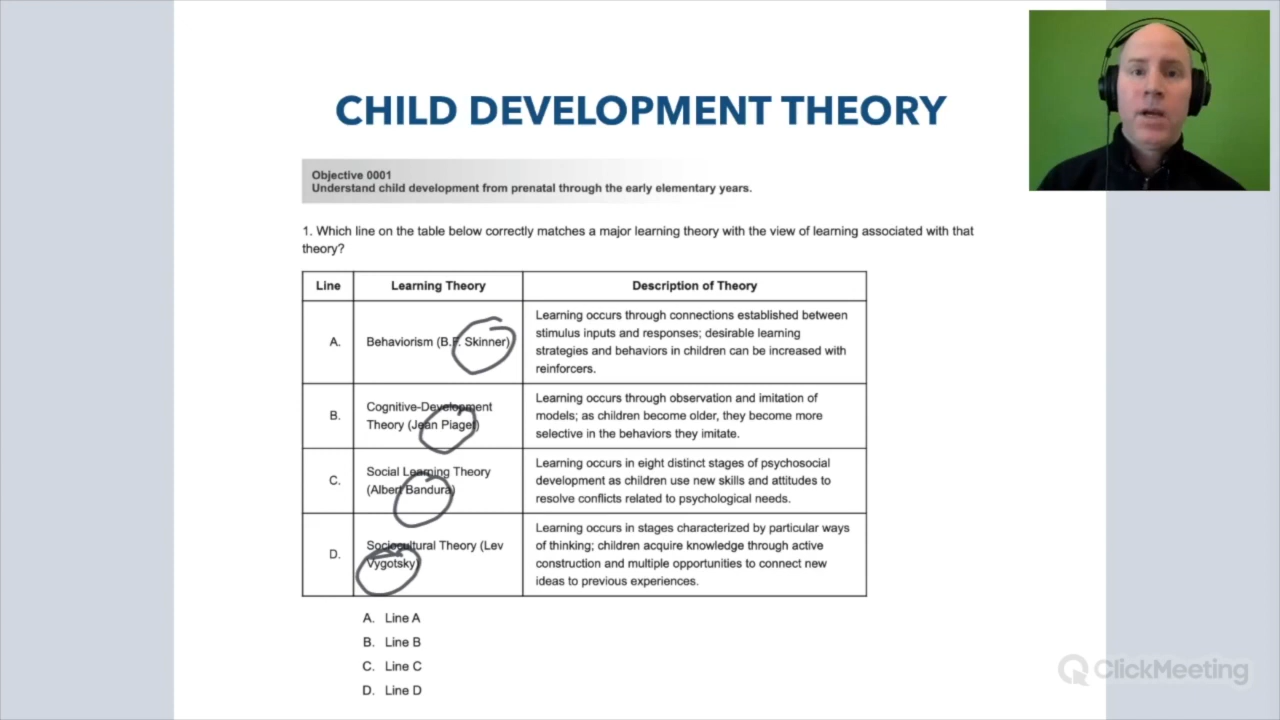 CHILD DEVELOPMENT THEORY
Objective 0001
Understand child development from prenatal through the early elementary years.
1. Which line on the table below correctly matches a major learning theory with the view of learning associated with that
theory?
Line Learning Theory Description of Theory
A. Behaviorism (B.F. Skinner)
Learning occurs through connections established between
stimulus inputs and responses; desirable learning
strategies and behaviors in children can be increased with
reinforcers.
B. Cognitive-Development
Theory (Jean Piaget)
Learning occurs through observation and imitation of
models; as children become older, they become more
selective in the behaviors they imitate.
C. Social Learning Theory
(Albert Bandura)
Learning occurs in eight distinct stages of psychosocial
development as children use new skills and attitudes to
resolve conflicts related to psychological needs.
D. Sociocultural Theory (Lev
Vygotsky)
Learning occurs in stages characterized by particular ways
of thinking; children acquire knowledge through active
construction and multiple opportunities to connect new
ideas to previous experiences.
A. Line A
B. Line B
C. Line C
D. Line D
ClickMeeting